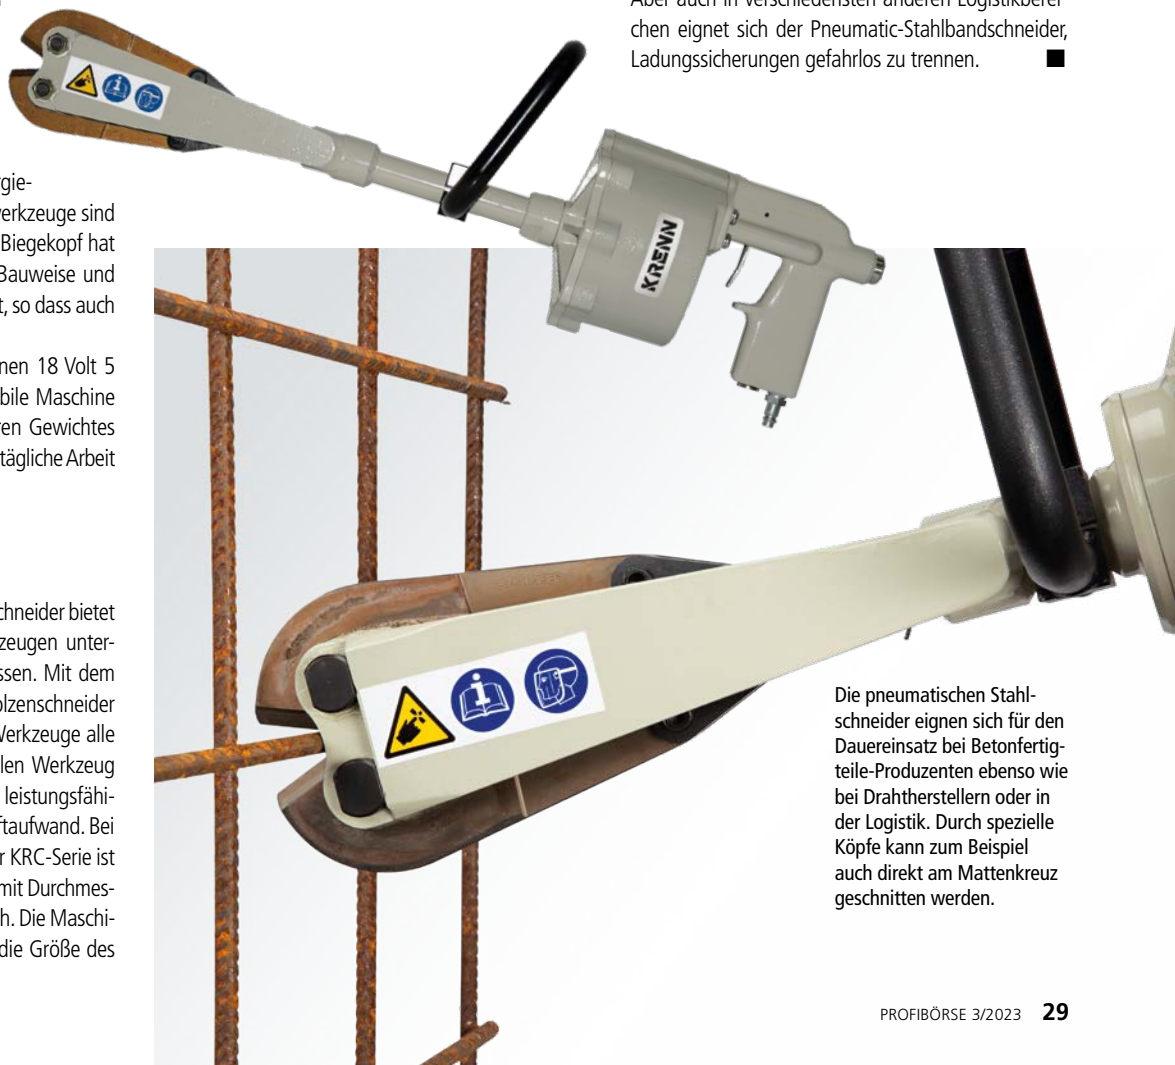 rgie-
werkzeuge sind
Biegekopf hat
Bauweise und
t, so dass auch
nen 18 Volt 5
bile Maschine
ren Gewichtes
tägliche Arbeit
chneider bietet
zeugen unter-
ssen. Mit dem
olzenschneider
Werkzeuge alle
len Werkzeug
leistungsfähi-
ftaufwand. Bei
r KRC-Serie ist
mit Durchmes-
h. Die Maschi-
die Größe des
Aber auch in verschiedensten anderen Logistikberei-
chen eignet sich der Pneumatic-Stahlbandschneider,
Ladungssicherungen gefahrlos zu trennen.
KRENN
Die pneumatischen Stahl-
schneider eignen sich für den
Dauereinsatz bei Betonfertig-
teile-Produzenten ebenso wie
bei Drahtherstellern oder in
der Logistik. Durch spezielle
Köpfe kann zum Beispiel
auch direkt am Mattenkreuz
geschnitten werden.
PROFIBÖRSE 3/2023 29